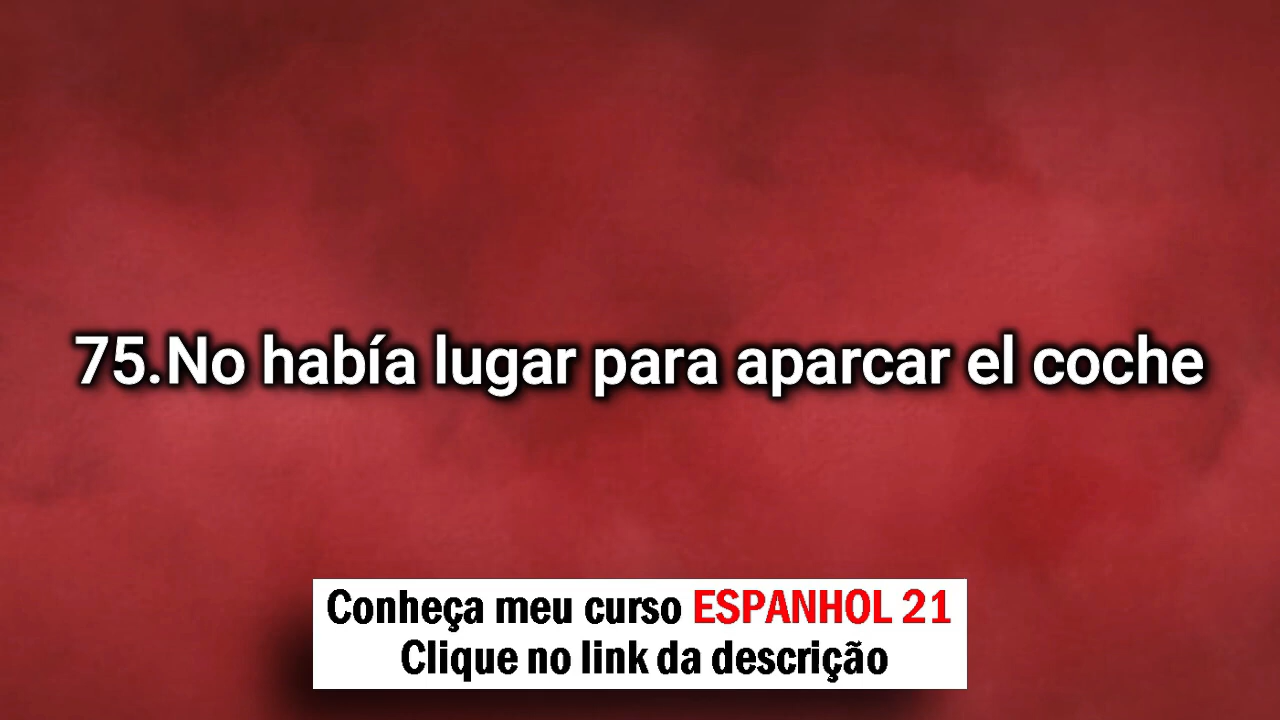 75.No había lugar para aparcar el coche
Conheça meu curso ESPANHOL 21
Clique no link da descrição